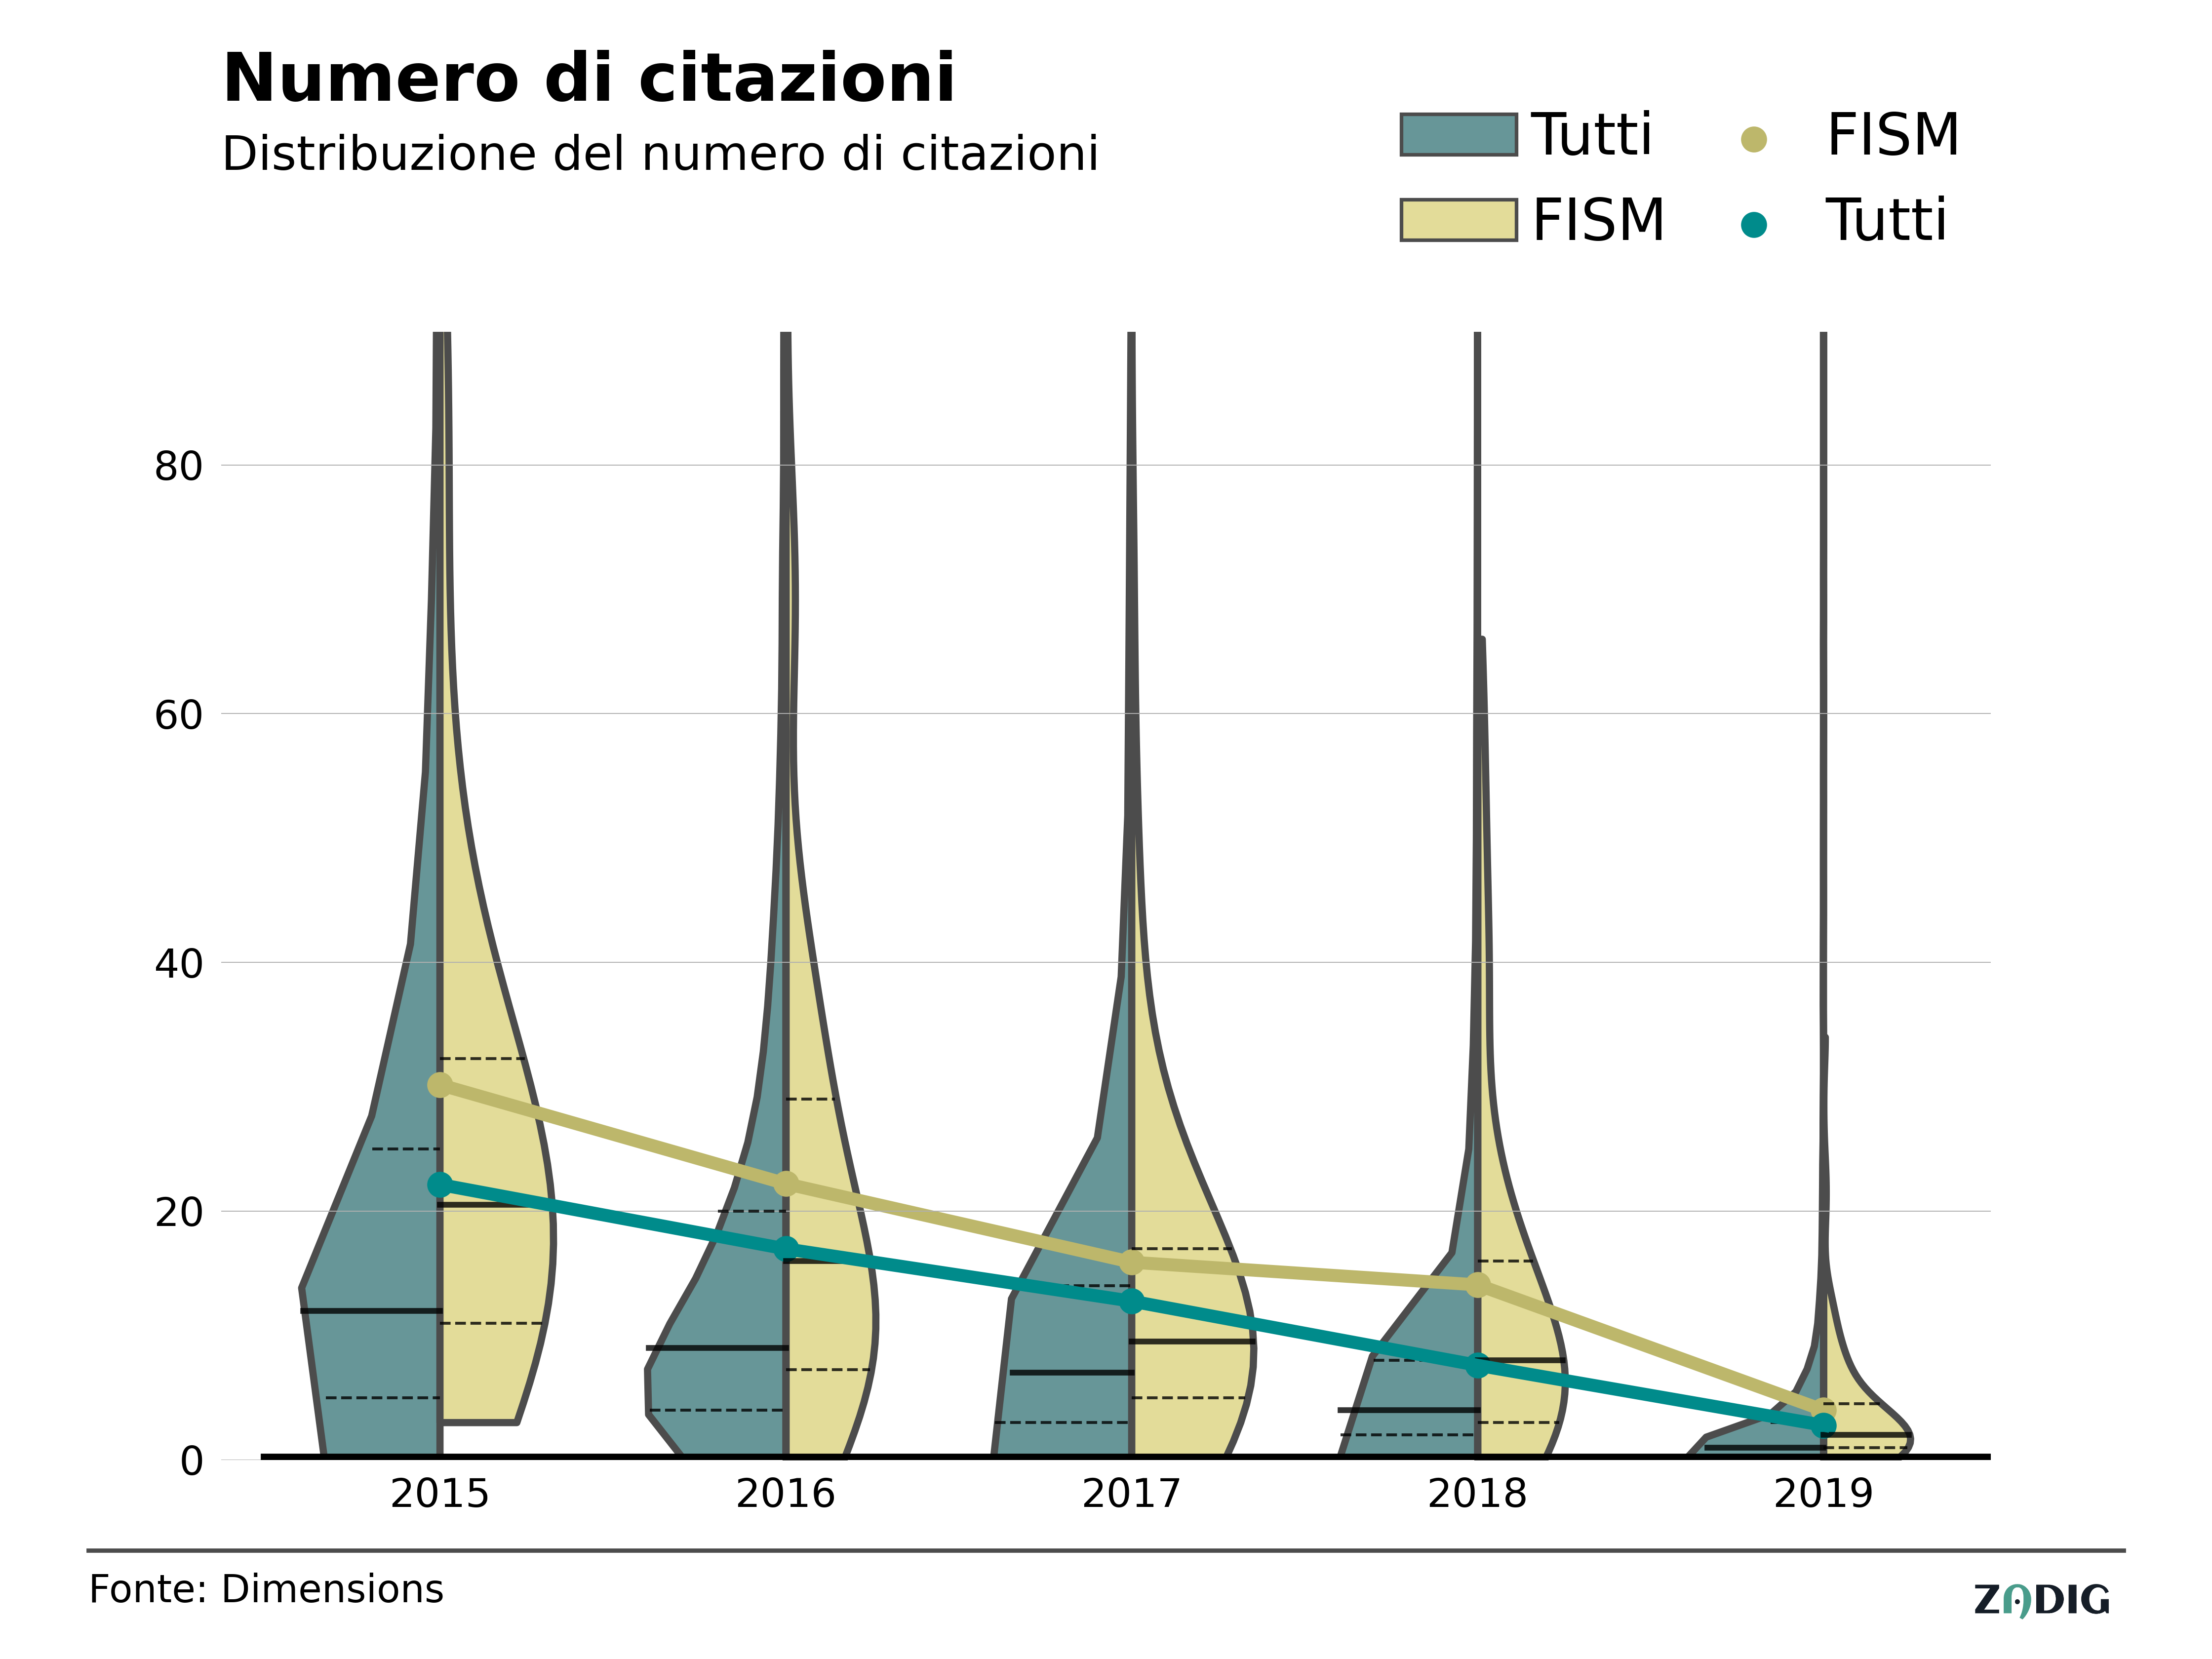 Numero di citazioni
Distribuzione del numero di citazioni
Tutti FISM
FISM Tutti
80
60
40
20
0
2015 2016 2017 2018 2019
Fonte: Dimensions
ZADIG